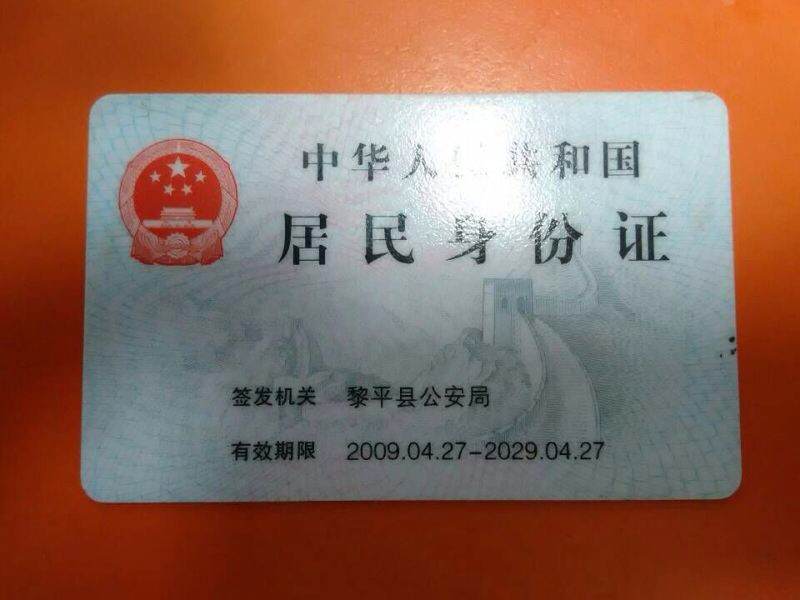 中华人民共和国
居民身份证
签发机关 黎平县公安局
有效期限 2009.04.27-2029.04.27